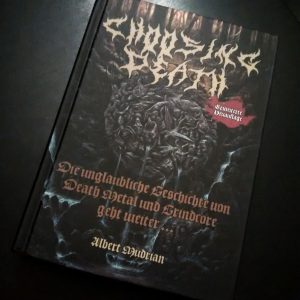 CHOOSING
DEATH
Erweiterte
Neuauflage
Die unglaubliche Geschichte von
Death Metal und Grindcore
geht weiter ...
Albert Mudrian